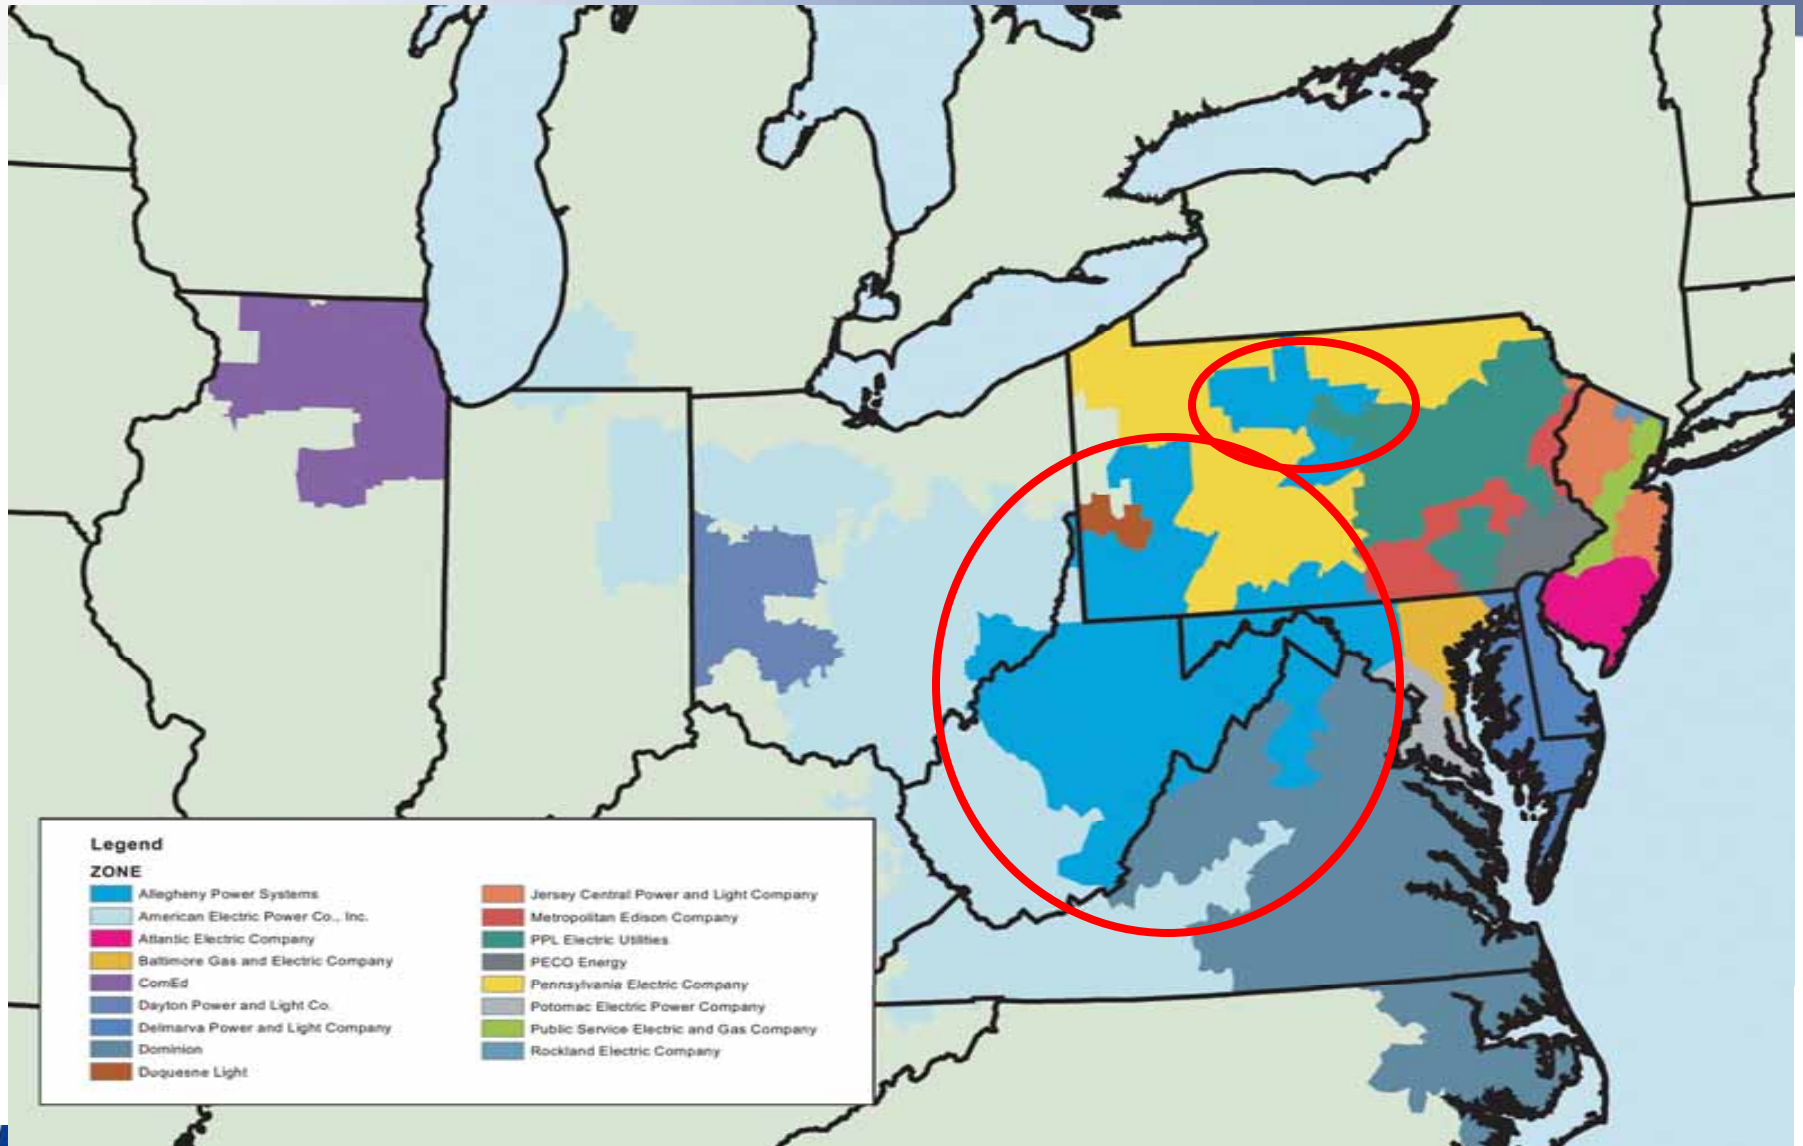 Legend
ZONE
Allegheny Power Systems
American Electric Power Co., Inc.
Atlantic Electric Company
Baltimore Gas and Electric Company
ComEd
Dayton Power and Light Co.
Delmarva Power and Light Company
Dominion
Duquesne Light
Jersey Central Power and Light Company
Metropolitan Edison Company
PPL Electric Utilities
PECO Energy
Pennsylvania Electric Company
Potomac Electric Power Company
Public Service Electric and Gas Company
Rockland Electric Company